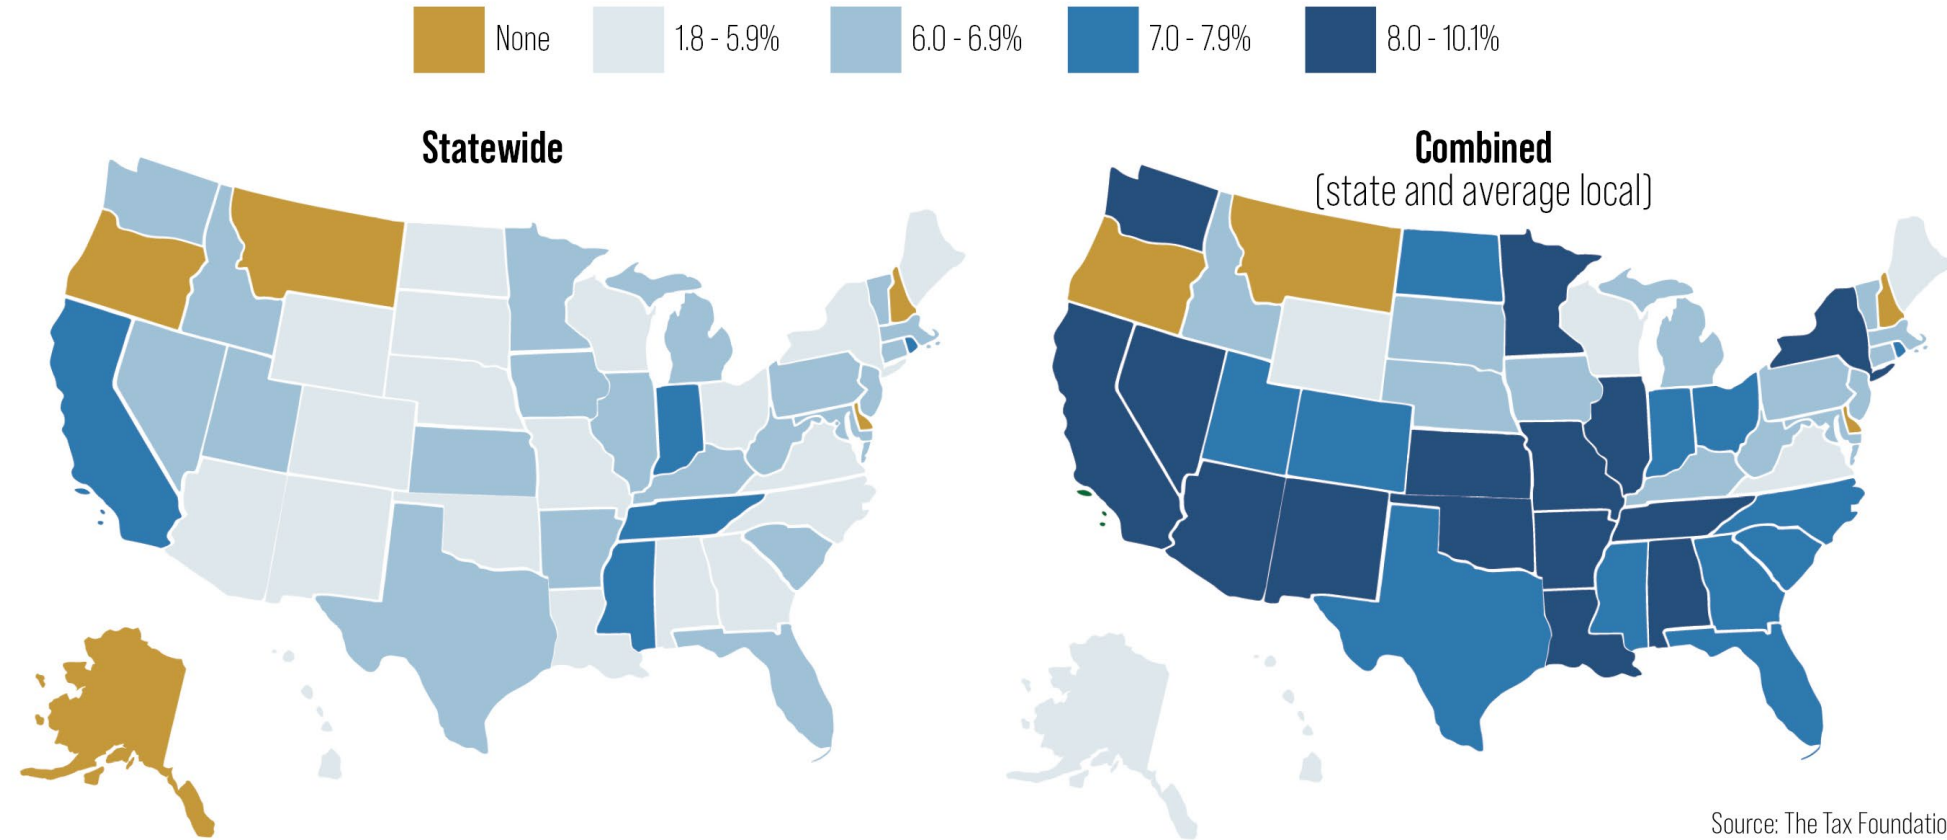 None
1.8 - 5.9%
6.0 - 6.9%
7.0 - 7.9%
8.0 - 10.1%
Statewide
Combined
(state and average local)
Source: The Tax Foundatio